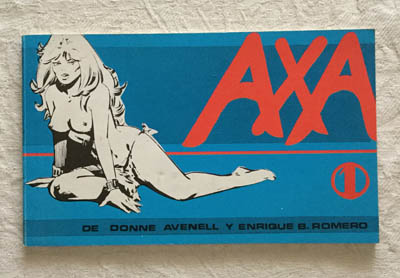 AXA
1
DE DONNE AVENELL Y ENRIQUE B. ROMERO